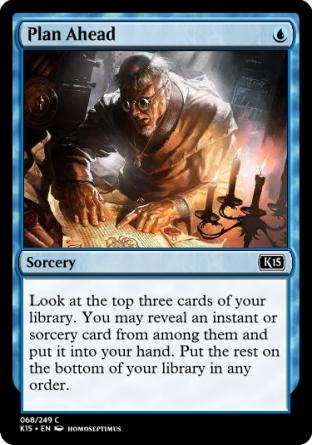 Plan Ahead
Sorcery
K15
Look at the top three cards of your
library. You may reveal an instant or
sorcery card from among them and
put it into your hand. Put the rest on
the bottom of your library in any
order.
068/249 C
K15 • EN HOMOSEPTIMUS